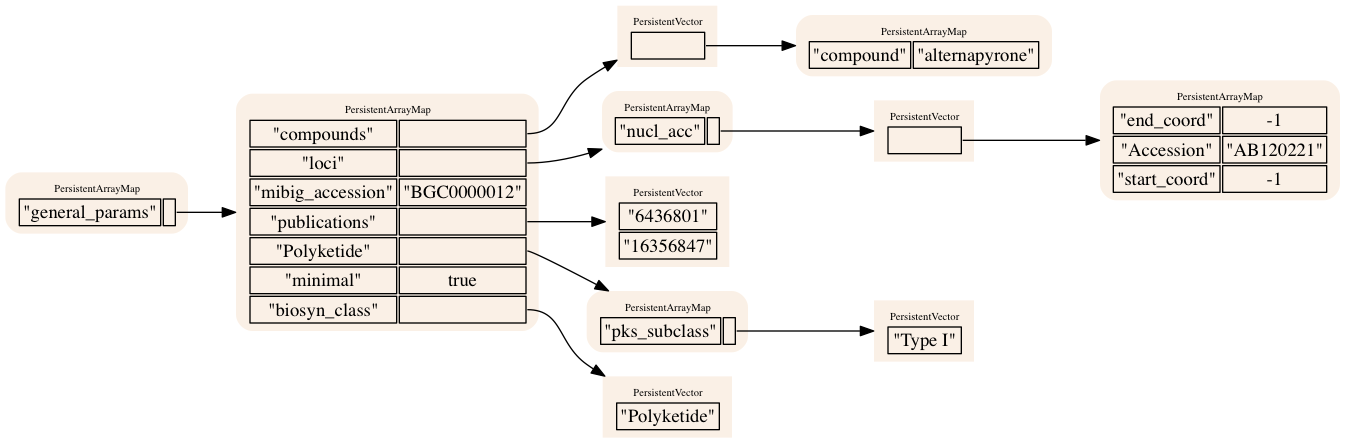 PersistentArrayMap
"general_params"
PersistentArrayMap
"compounds"
"loci"
"mibig_accession" "BGC0000012"
"publications"
"Polyketide"
"minimal" true
"biosyn_class"
PersistentVector
PersistentArrayMap
"compound" "alternapyrone"
PersistentArrayMap
"nucl_acc"
PersistentVector
PersistentArrayMap
"end_coord" -1
"Accession" "AB120221"
"start_coord" -1
PersistentVector
"6436801"
"16356847"
PersistentArrayMap
"pks_subclass"
PersistentVector
"Type I"
PersistentVector
"Polyketide"